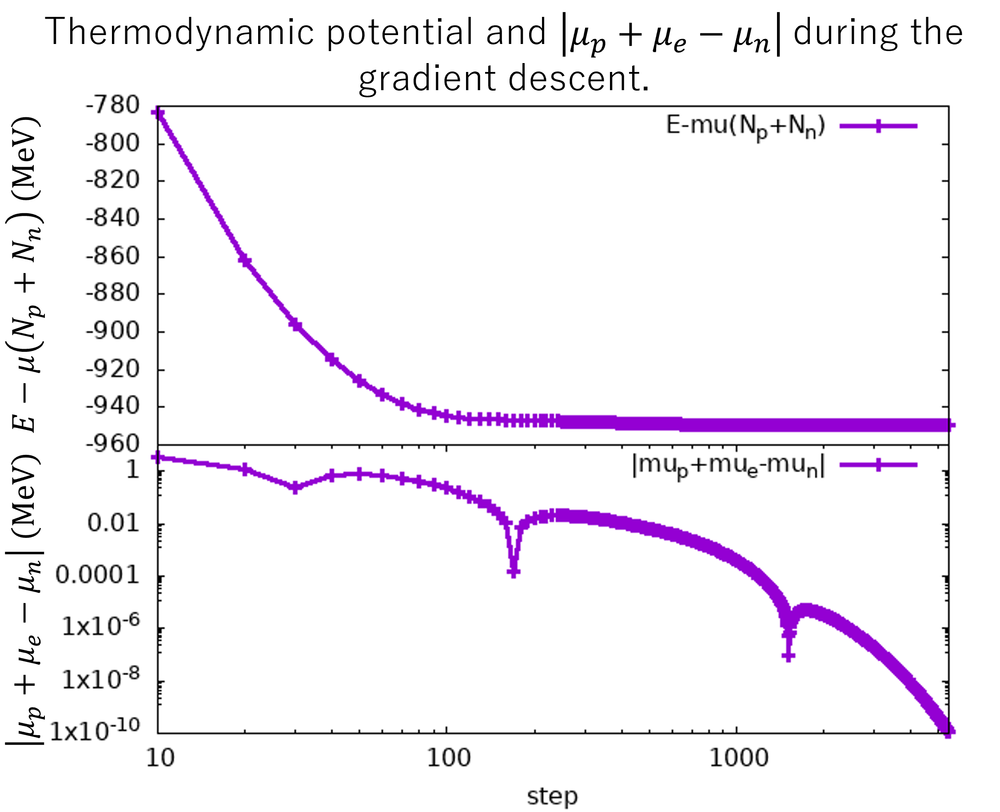 Thermodynamic potential and |μₚ + μₑ − μₙ| during the
gradient descent.
E − μ(Nₚ + Nₙ) (MeV)
-780
-800
-820
-840
-860
-880
-900
-920
-940
-960
E-mu(Nₚ+Nₙ)
|μₚ + μₑ − μₙ| (MeV)
1
0.01
0.0001
1x10⁻⁶
1x10⁻⁸
1x10⁻¹⁰
|muₚ+muₑ-muₙ|
10 100 1000
step